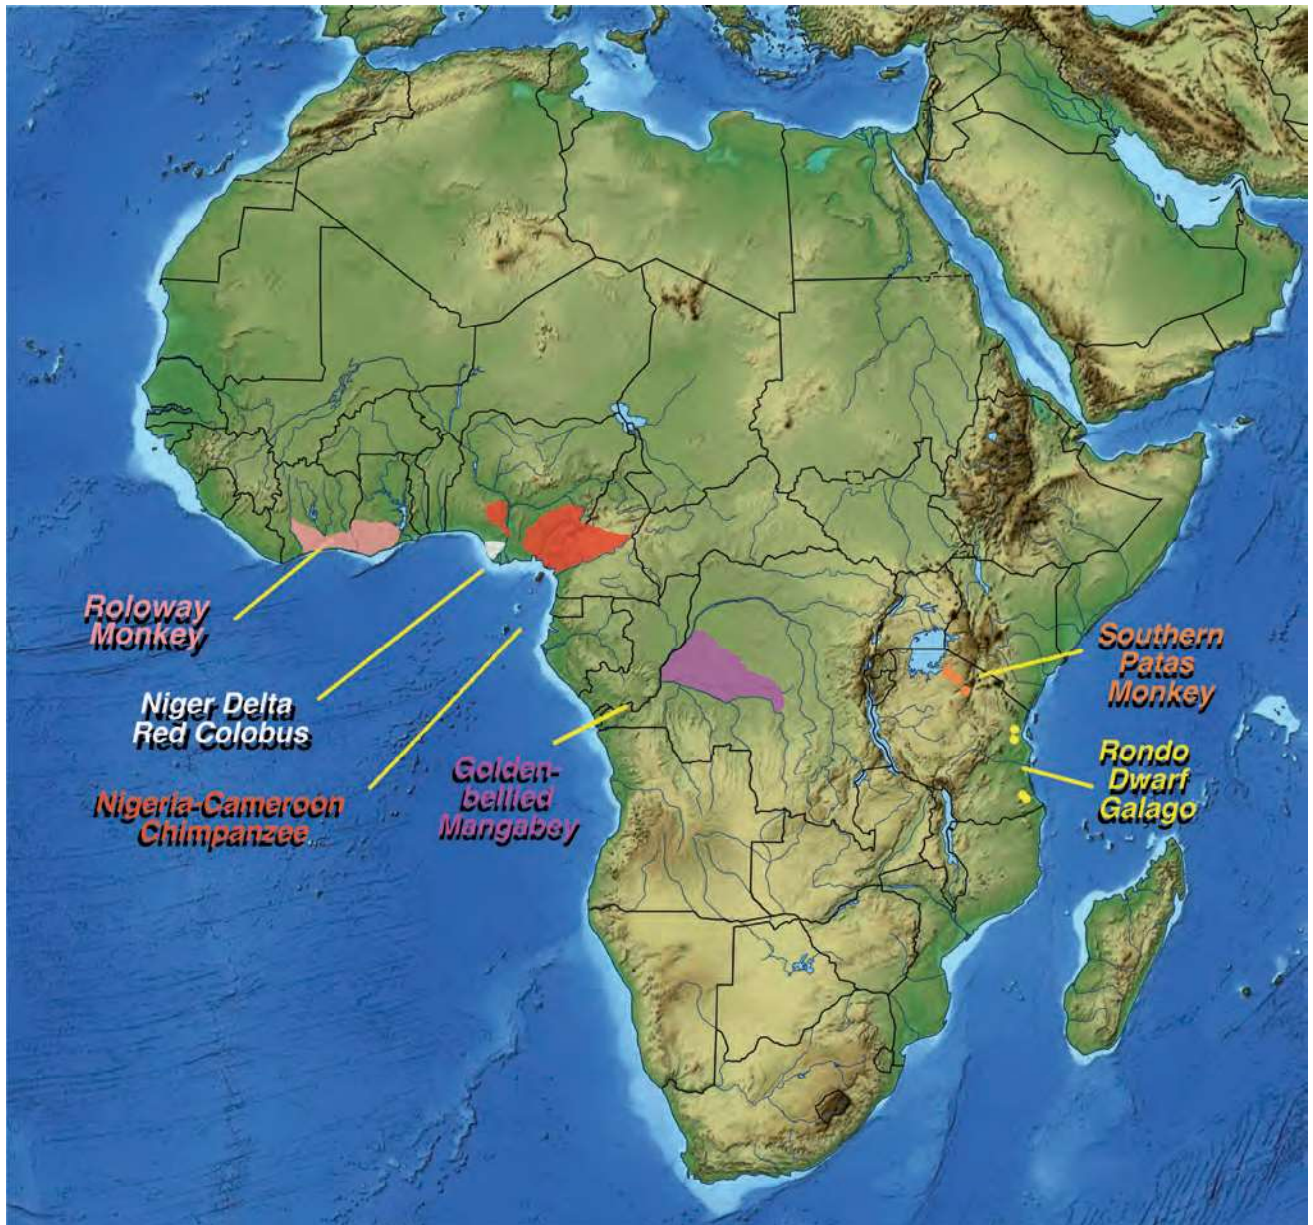 Roloway
Monkey
Niger Delta
Red Colobus
Nigeria-Cameroon
Chimpanzee
Golden-
bellied
Mangabey
Southern
Patas
Monkey
Rondo
Dwarf
Galago